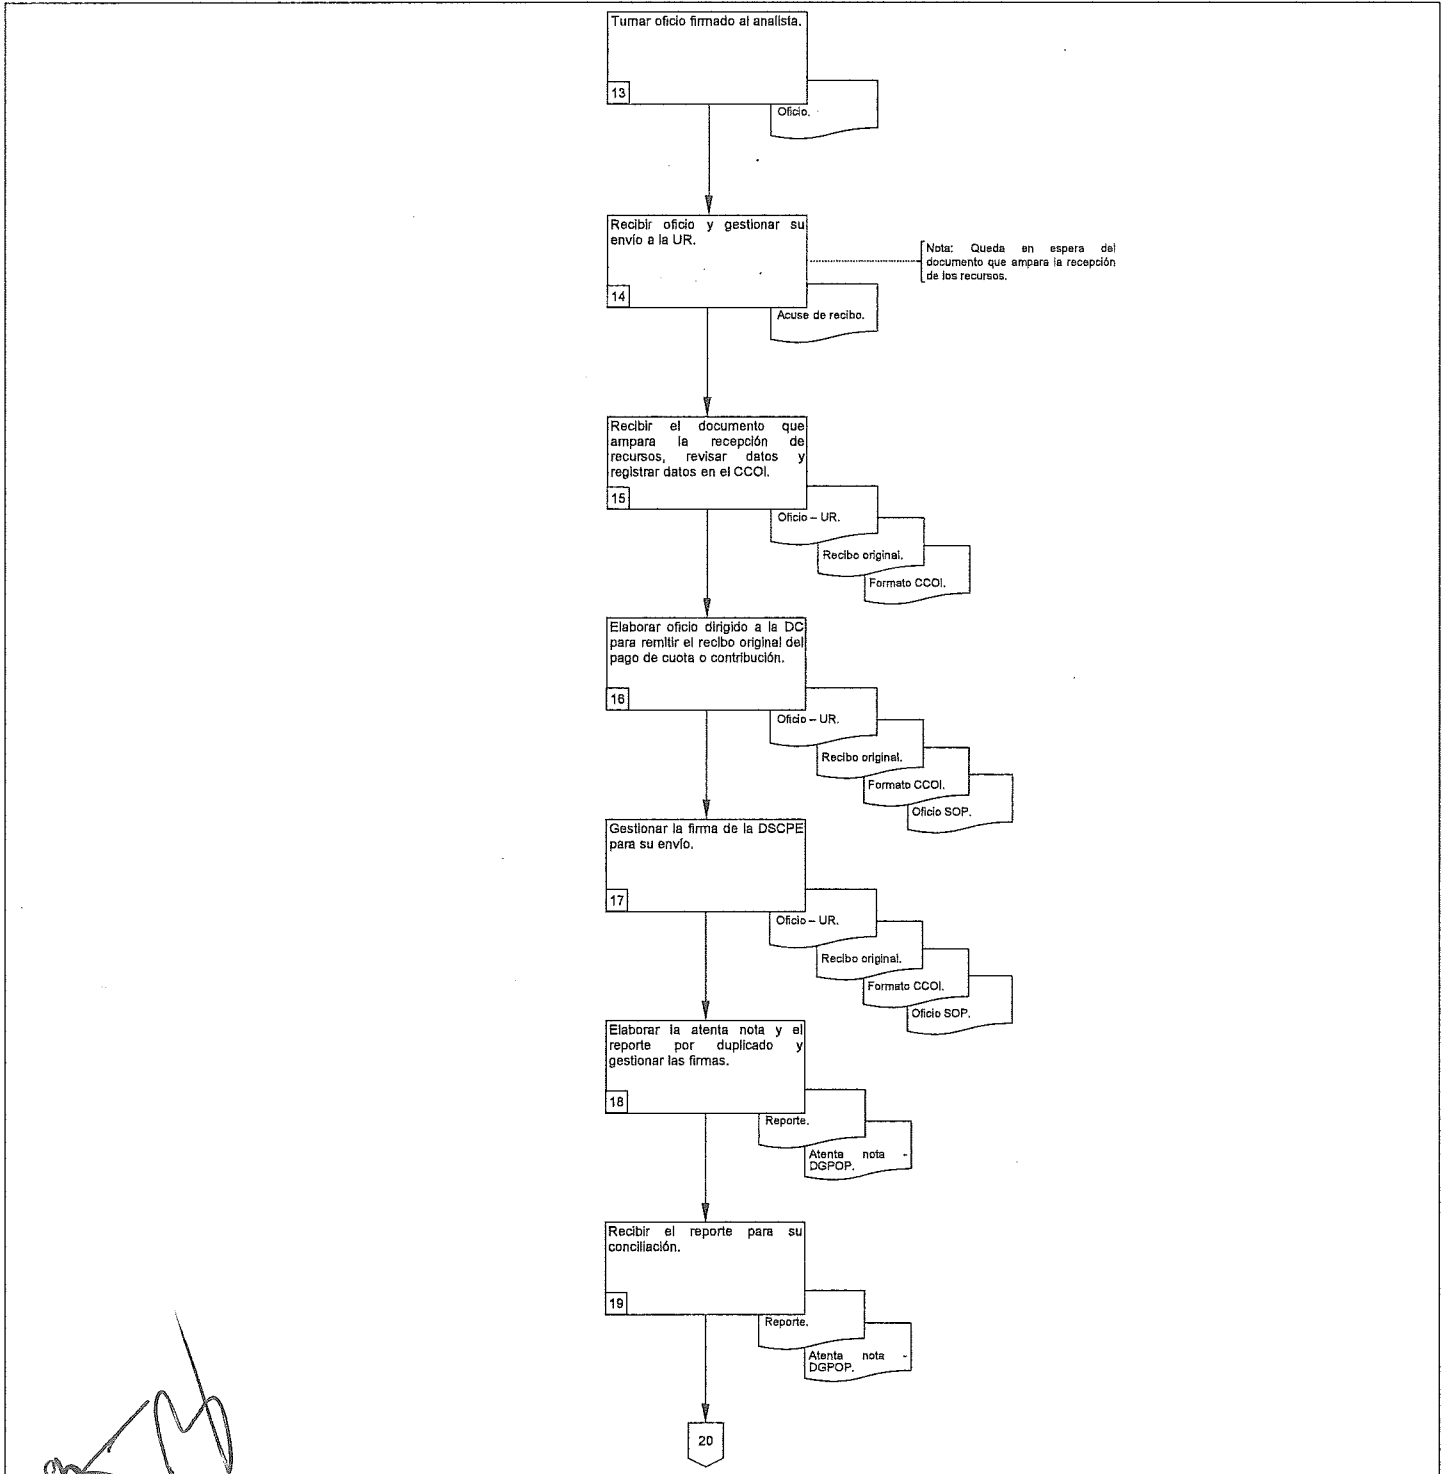 Turnar oficio firmado al analista.
13
Oficio.
Recibir oficio y gestionar su
envío a la UR.
Nota: Queda en espera del
documento que ampara la recepción
de los recursos.
14
Acuse de recibo.
Recibir el documento que
ampara la recepción de
recursos, revisar datos y
registrar datos en el CCOI.
15
Oficio – UR.
Recibo original.
Formato CCOI.
Elaborar oficio dirigido a la DC
para remitir el recibo original del
pago de cuota o contribución.
16
Oficio – UR.
Recibo original.
Formato CCOI.
Oficio SOP.
Gestionar la firma de la DSCPE
para su envío.
17
Oficio – UR.
Recibo original.
Formato CCOI.
Oficio SOP.
Elaborar la atenta nota y el
reporte por duplicado y
gestionar las firmas.
18
Reporte.
Atenta nota -
DGPOP.
Recibir el reporte para su
conciliación.
19
Reporte.
Atenta nota -
DGPOP.
20